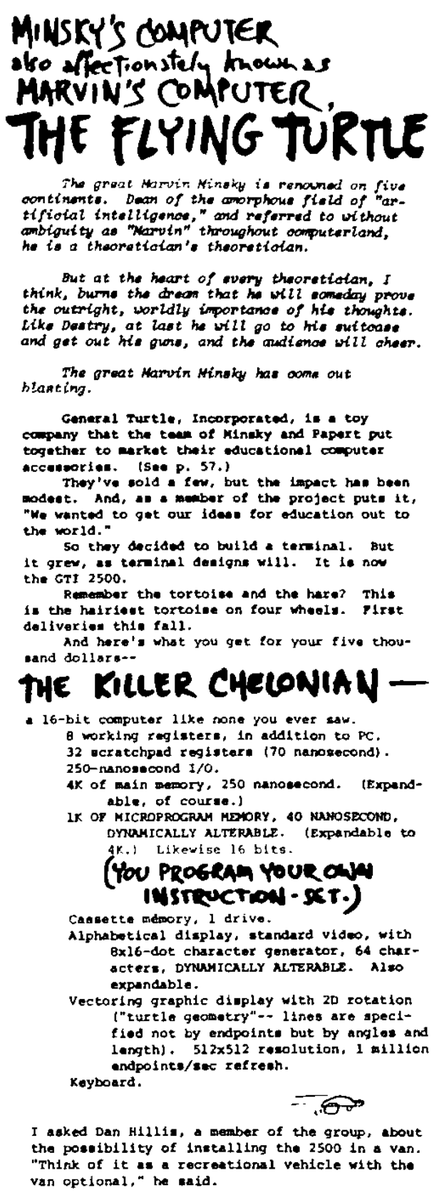 MINSKY'S COMPUTER
also affectionately known as
MARVIN'S COMPUTER,
THE FLYING TURTLE
The great Marvin Minsky is renowned on five
continents. Dean of the amorphous field of "ar-
tificial intelligence," and referred to without
ambiguity as "Marvin" throughout computerland,
he is a theoretician's theoretician.
But at the heart of every theoretician, I
think, burns the dream that he will someday prove
the outright, worldly importance of his thoughts.
Like Destry, at last he will go to his suitcase
and get out his guns, and the audience will cheer.
The great Marvin Minsky has come out
blasting.
General Turtle, Incorporated, is a toy
company that the team of Minsky and Papert put
together to market their educational computer
accessories. (See p. 57.)
They've sold a few, but the impact has been
modest. And, as a member of the project puts it,
"We wanted to get our ideas for education out to
the world."
So they decided to build a terminal. But
it grew, as terminal designs will. It is now
the GTI 2500.
Remember the tortoise and the hare? This
is the hairiest tortoise on four wheels. First
deliveries this fall.
And here's what you get for your five thou-
sand dollars--
THE KILLER CHELONIAN —
a 16-bit computer like none you ever saw.
8 working registers, in addition to PC.
32 scratchpad registers (70 nanosecond).
250-nanosecond I/O.
4K of main memory, 250 nanosecond. (Expand-
able, of course.)
1K OF MICROPROGRAM MEMORY, 40 NANOSECOND,
DYNAMICALLY ALTERABLE. (Expandable to
4K.) Likewise 16 bits.
(YOU PROGRAM YOUR OWN
INSTRUCTION-SET.)
Cassette memory, 1 drive.
Alphabetical display, standard video, with
8x16-dot character generator, 64 char-
acters, DYNAMICALLY ALTERABLE. Also
expandable.
Vectoring graphic display with 2D rotation
("turtle geometry"-- lines are speci-
fied not by endpoints but by angles and
length). 512x512 resolution, 1 million
endpoints/sec refresh.
Keyboard.
I asked Dan Hillis, a member of the group, about
the possibility of installing the 2500 in a van.
"Think of it as a recreational vehicle with the
van optional," he said.